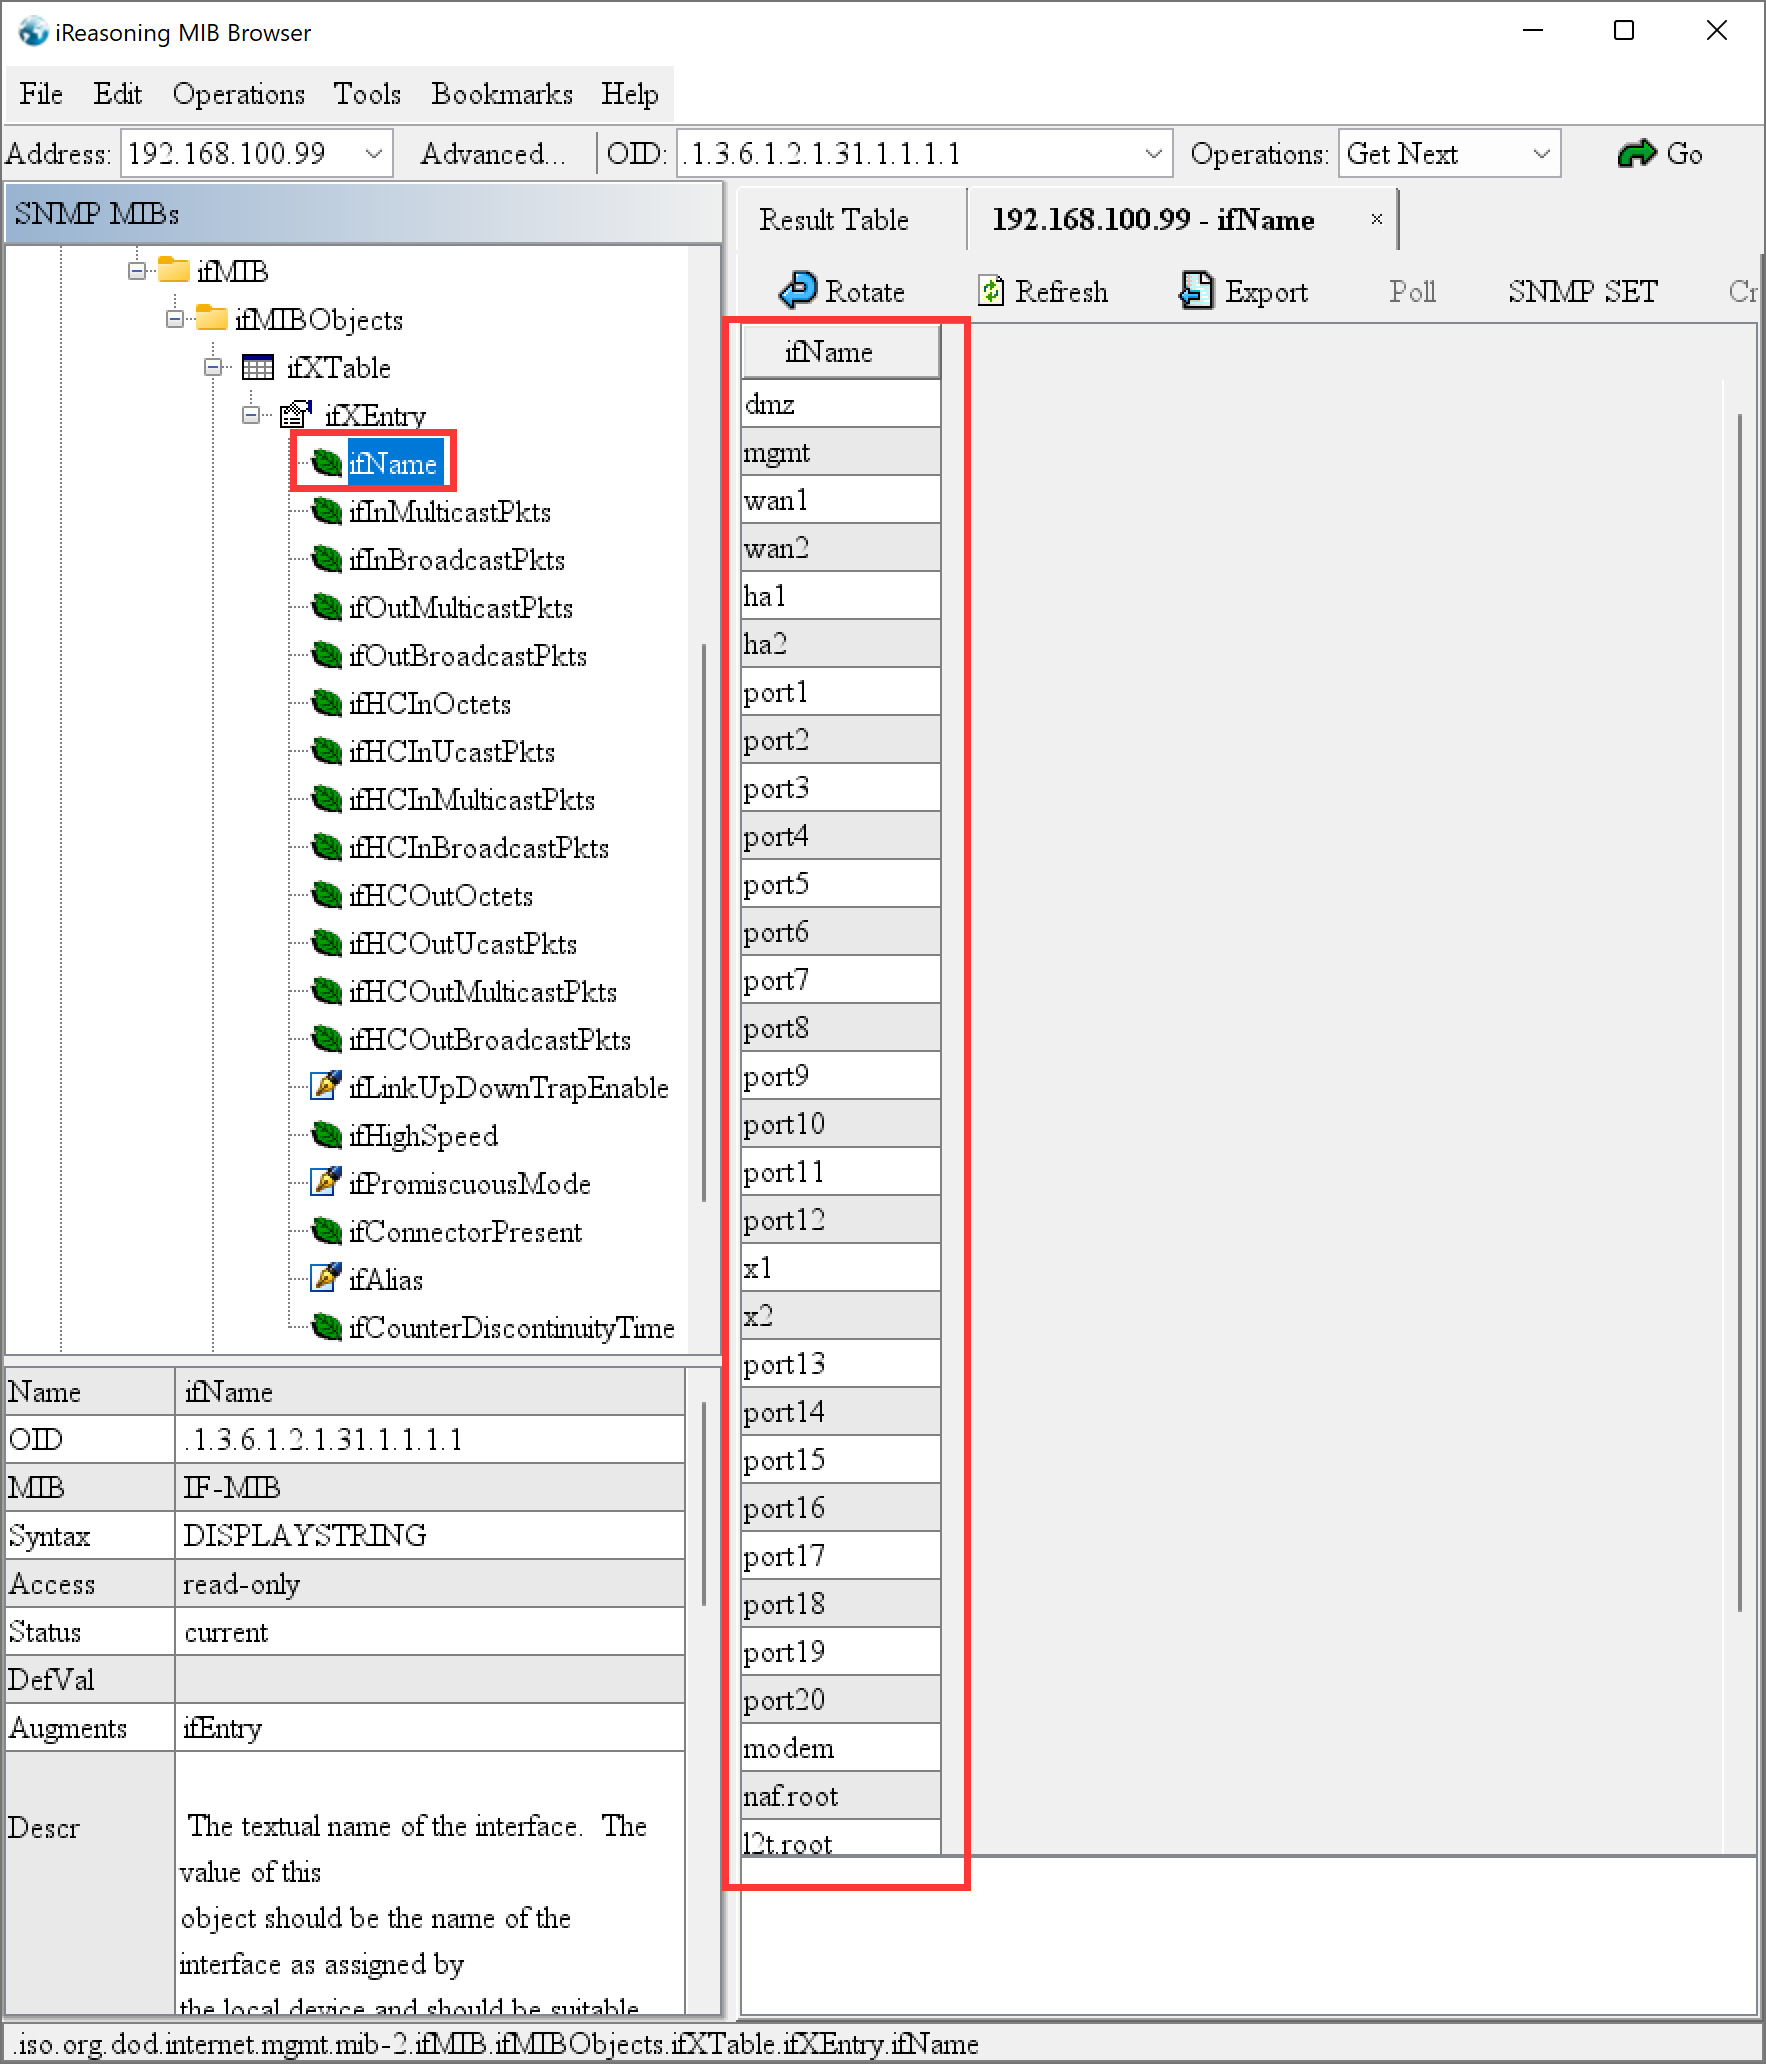 iReasoning MIB Browser
File Edit Operations Tools Bookmarks Help
Address: 192.168.100.99 Advanced... OID: .1.3.6.1.2.1.31.1.1.1.1 Operations: Get Next Go
SNMP MIBs
ifMIB
ifMIBObjects
ifXTable
ifXEntry
ifName
ifInMulticastPkts
ifInBroadcastPkts
ifOutMulticastPkts
ifOutBroadcastPkts
ifHCInOctets
ifHCInUcastPkts
ifHCInMulticastPkts
ifHCInBroadcastPkts
ifHCOutOctets
ifHCOutUcastPkts
ifHCOutMulticastPkts
ifHCOutBroadcastPkts
ifLinkUpDownTrapEnable
ifHighSpeed
ifPromiscuousMode
ifConnectorPresent
ifAlias
ifCounterDiscontinuityTime
Name ifName
OID .1.3.6.1.2.1.31.1.1.1.1
MIB IF-MIB
Syntax DISPLAYSTRING
Access read-only
Status current
DefVal
Augments ifEntry
Descr The textual name of the interface. The
value of this
object should be the name of the
interface as assigned by
the local device and should be suitable
Result Table 192.168.100.99 - ifName ×
Rotate Refresh Export Poll SNMP SET Cr
ifName
dmz
mgmt
wan1
wan2
ha1
ha2
port1
port2
port3
port4
port5
port6
port7
port8
port9
port10
port11
port12
x1
x2
port13
port14
port15
port16
port17
port18
port19
port20
modem
naf.root
l2t.root
.iso.org.dod.internet.mgmt.mib-2.ifMIB.ifMIBObjects.ifXTable.ifXEntry.ifName